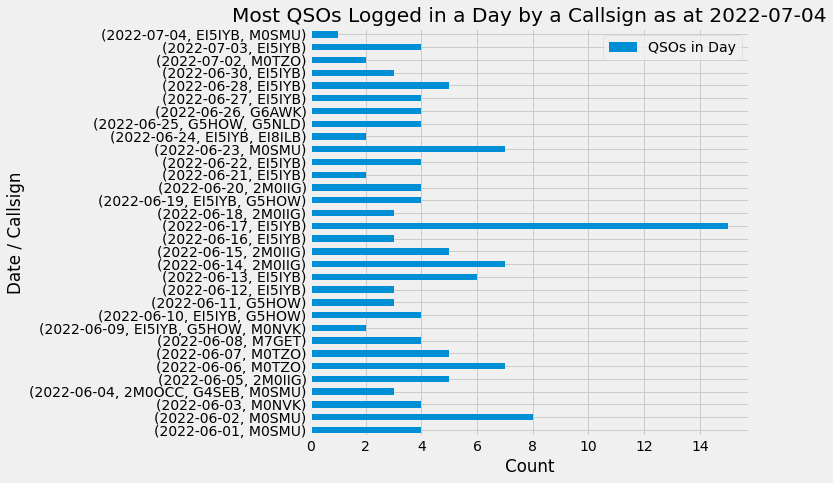 Most QSOs Logged in a Day by a Callsign as at 2022-07-04
QSOs in Day
Date / Callsign
(2022-07-04, EI5IYB, M0SMU)
(2022-07-03, EI5IYB)
(2022-07-02, M0TZO)
(2022-06-30, EI5IYB)
(2022-06-28, EI5IYB)
(2022-06-27, EI5IYB)
(2022-06-26, G6AWK)
(2022-06-25, G5HOW, G5NLD)
(2022-06-24, EI5IYB, EI8ILB)
(2022-06-23, M0SMU)
(2022-06-22, EI5IYB)
(2022-06-21, EI5IYB)
(2022-06-20, 2M0IIG)
(2022-06-19, EI5IYB, G5HOW)
(2022-06-18, 2M0IIG)
(2022-06-17, EI5IYB)
(2022-06-16, EI5IYB)
(2022-06-15, 2M0IIG)
(2022-06-14, 2M0IIG)
(2022-06-13, EI5IYB)
(2022-06-12, EI5IYB)
(2022-06-11, G5HOW)
(2022-06-10, EI5IYB, G5HOW)
(2022-06-09, EI5IYB, G5HOW, M0NVK)
(2022-06-08, M7GET)
(2022-06-07, M0TZO)
(2022-06-06, M0TZO)
(2022-06-05, 2M0IIG)
(2022-06-04, 2M0OCC, G4SEB, M0SMU)
(2022-06-03, M0NVK)
(2022-06-02, M0SMU)
(2022-06-01, M0SMU)
0 2 4 6 8 10 12 14
Count